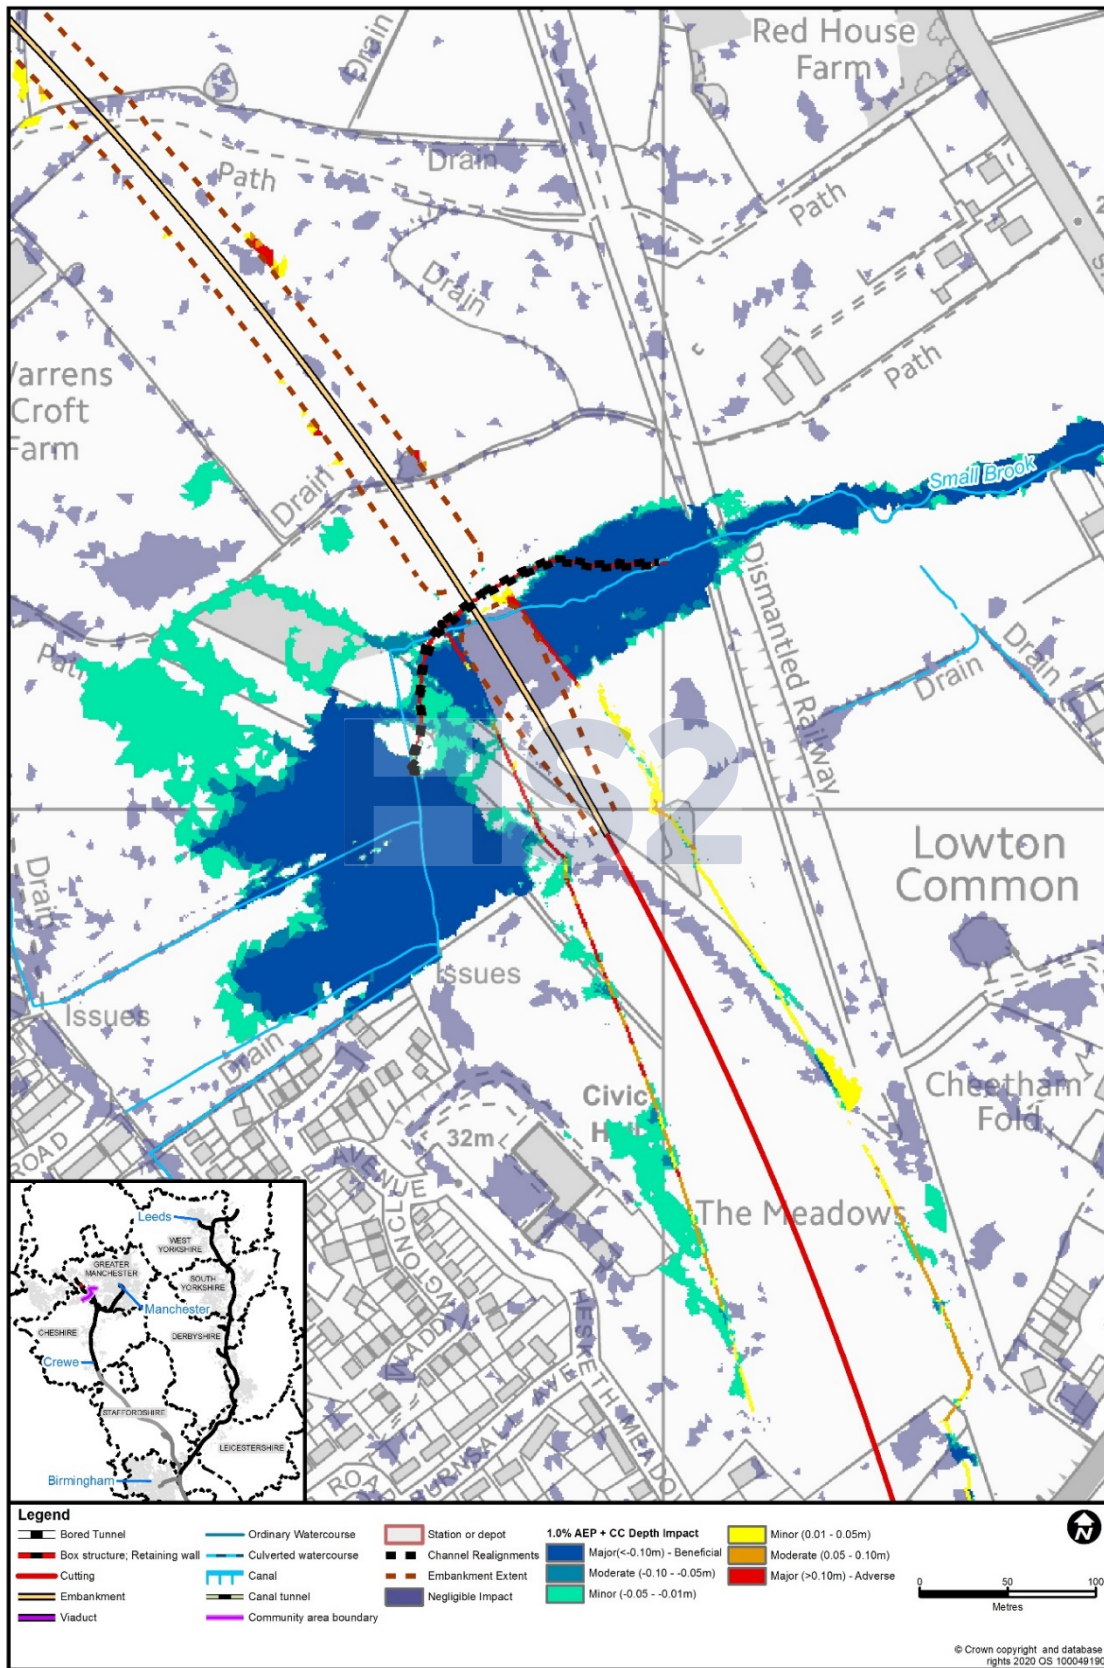 Red House
Farm
Drain
Drain
Path
Path
Drain
Path
Varrens
Croft
Farm
Small Brook
Drain
Path
Dismantled Railway
Drain
Drain
HS2
Lowton
Common
Drain
Issues
Issues
Drain
Cheetham
Fold
Civic
32m
ROAD
The Meadows
AVENUE
HESKETH MEADO
Leeds
WEST
YORKSHIRE
GREATER
MANCHESTER
SOUTH
YORKSHIRE
Manchester
CHESHIRE
DERBYSHIRE
Crewe
STAFFORDSHIRE
LEICESTERSHIRE
Birmingham
ROA
Legend
Bored Tunnel
Box structure; Retaining wall
Cutting
Embankment
Viaduct
Ordinary Watercourse
Culverted watercourse
Canal
Canal tunnel
Community area boundary
Station or depot
Channel Realignments
Embankment Extent
Negligible Impact
1.0% AEP + CC Depth Impact
Major(<-0.10m) - Beneficial
Moderate (-0.10 - -0.05m)
Minor (-0.05 - -0.01m)
Minor (0.01 - 0.05m)
Moderate (0.05 - 0.10m)
Major (>0.10m) - Adverse
N
0 50 100
Metres
© Crown copyright and database
rights 2020 OS 100049190